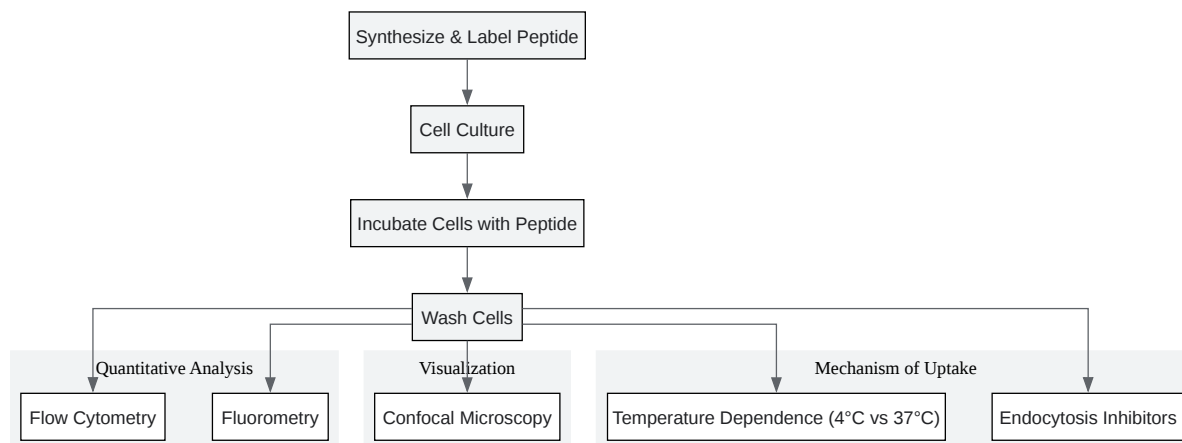 Synthesize & Label Peptide
Cell Culture
Incubate Cells with Peptide
Wash Cells
Quantitative Analysis
Visualization
Mechanism of Uptake
Flow Cytometry
Fluorometry
Confocal Microscopy
Temperature Dependence (4°C vs 37°C)
Endocytosis Inhibitors